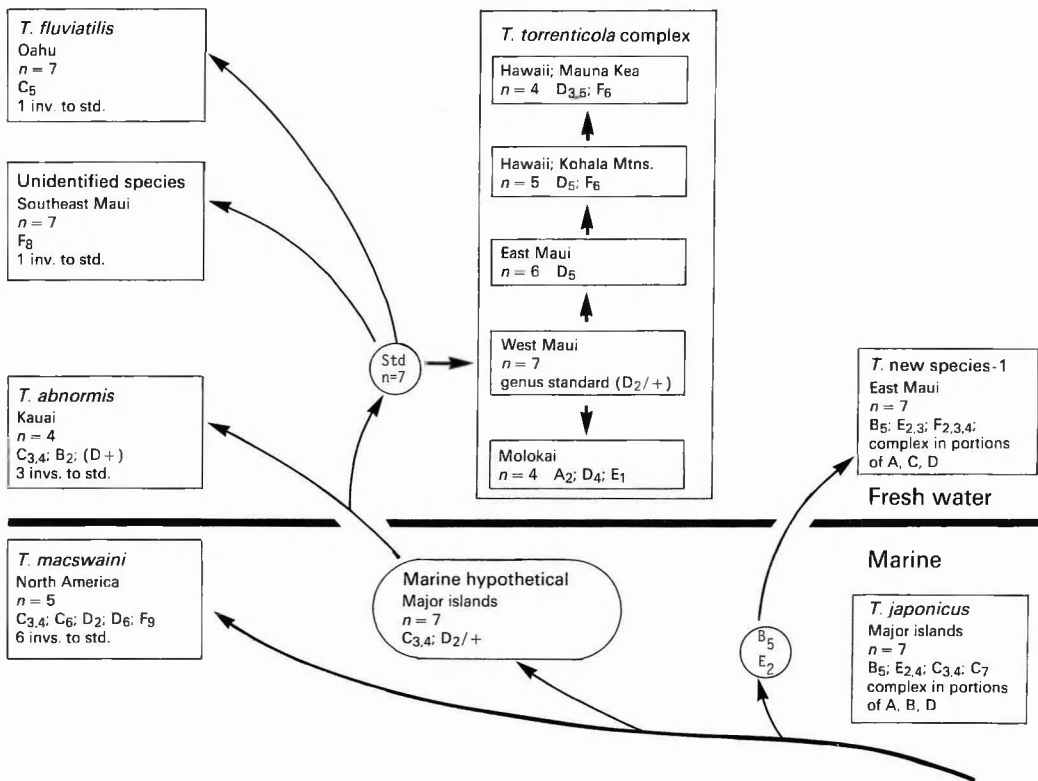 T. fluviatilis
Oahu
n = 7
C5
1 inv. to std.
Unidentified species
Southeast Maui
n = 7
F8
1 inv. to std.
T. abnormis
Kauai
n = 4
C3,4; B2; (D+)
3 invs. to std.
T. macswaini
North America
n = 5
C3,4; C6; D2; D6; F9
6 invs. to std.
Std
n=7
T. torrenticola complex
Hawaii; Mauna Kea
n = 4 D3,5; F6
Hawaii; Kohala Mtns.
n = 5 D5; F6
East Maui
n = 6 D5
West Maui
n = 7
genus standard (D2/+)
Molokai
n = 4 A2; D4; E1
Marine hypothetical
Major islands
n = 7
C3,4; D2/+
T. new species-1
East Maui
n = 7
B5; E2,3; F2,3,4;
complex in portions
of A, C, D
Fresh water
Marine
B5
E2
T. japonicus
Major islands
n = 7
B5; E2,4; C3,4; C7
complex in portions
of A, B, D